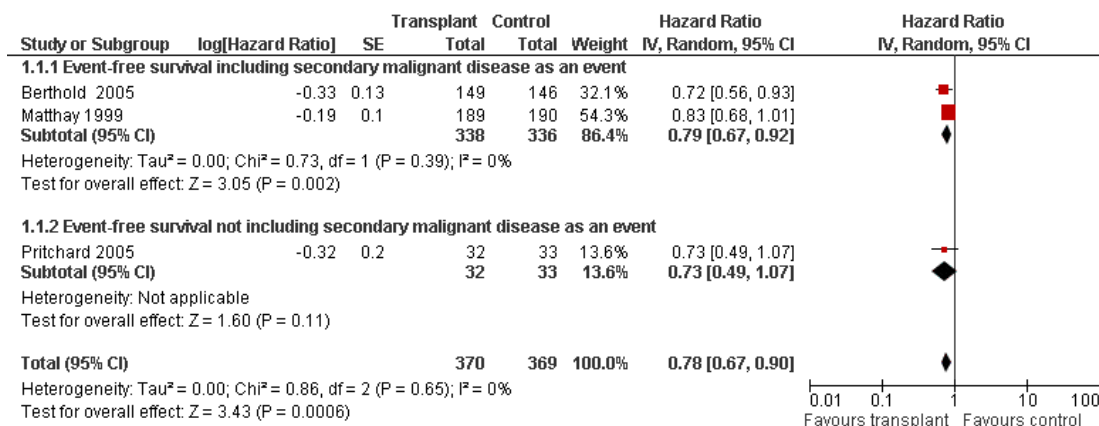 Transplant Control Hazard Ratio Hazard Ratio
Study or Subgroup log[Hazard Ratio] SE Total Total Weight IV, Random, 95% CI IV, Random, 95% CI
1.1.1 Event-free survival including secondary malignant disease as an event
Berthold 2005 -0.33 0.13 149 146 32.1% 0.72 [0.56, 0.93]
Matthay 1999 -0.19 0.1 189 190 54.3% 0.83 [0.68, 1.01]
Subtotal (95% CI) 338 336 86.4% 0.79 [0.67, 0.92]
Heterogeneity: Tau² = 0.00; Chi² = 0.73, df = 1 (P = 0.39); I² = 0%
Test for overall effect: Z = 3.05 (P = 0.002)
1.1.2 Event-free survival not including secondary malignant disease as an event
Pritchard 2005 -0.32 0.2 32 33 13.6% 0.73 [0.49, 1.07]
Subtotal (95% CI) 32 33 13.6% 0.73 [0.49, 1.07]
Heterogeneity: Not applicable
Test for overall effect: Z = 1.60 (P = 0.11)
Total (95% CI) 370 369 100.0% 0.78 [0.67, 0.90]
Heterogeneity: Tau² = 0.00; Chi² = 0.86, df = 2 (P = 0.65); I² = 0%
Test for overall effect: Z = 3.43 (P = 0.0006)
0.01 0.1 1 10 100
Favours transplant Favours control